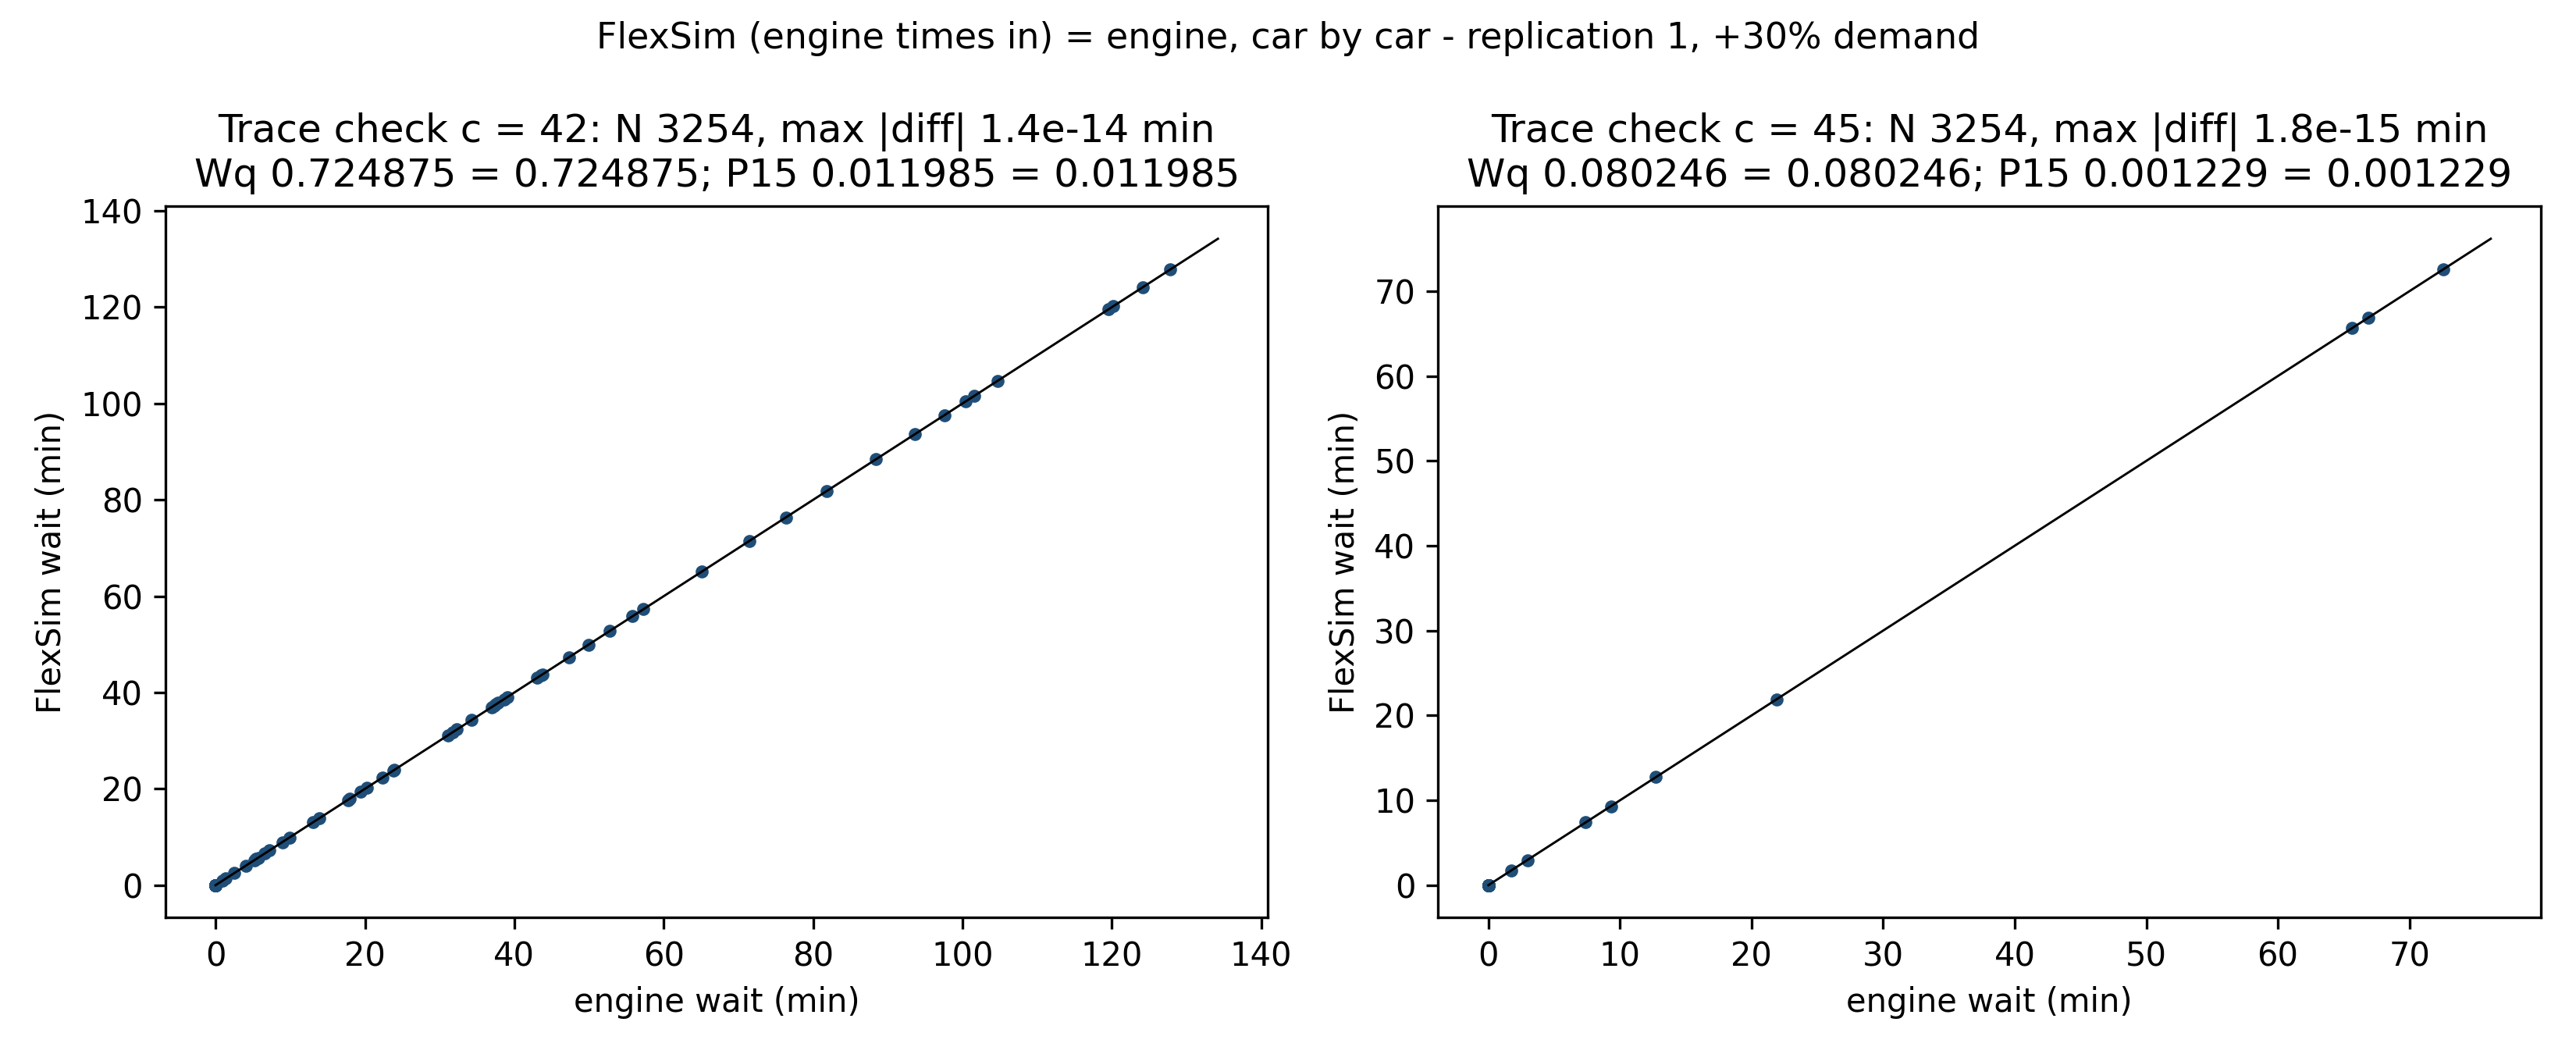 FlexSim (engine times in) = engine, car by car - replication 1, +30% demand
Trace check c = 42: N 3254, max |diff| 1.4e-14 min
Wq 0.724875 = 0.724875; P15 0.011985 = 0.011985
140
120
100
80
60
40
20
0
FlexSim wait (min)
0 20 40 60 80 100 120 140
engine wait (min)
Trace check c = 45: N 3254, max |diff| 1.8e-15 min
Wq 0.080246 = 0.080246; P15 0.001229 = 0.001229
70
60
50
40
30
20
10
0
FlexSim wait (min)
0 10 20 30 40 50 60 70
engine wait (min)